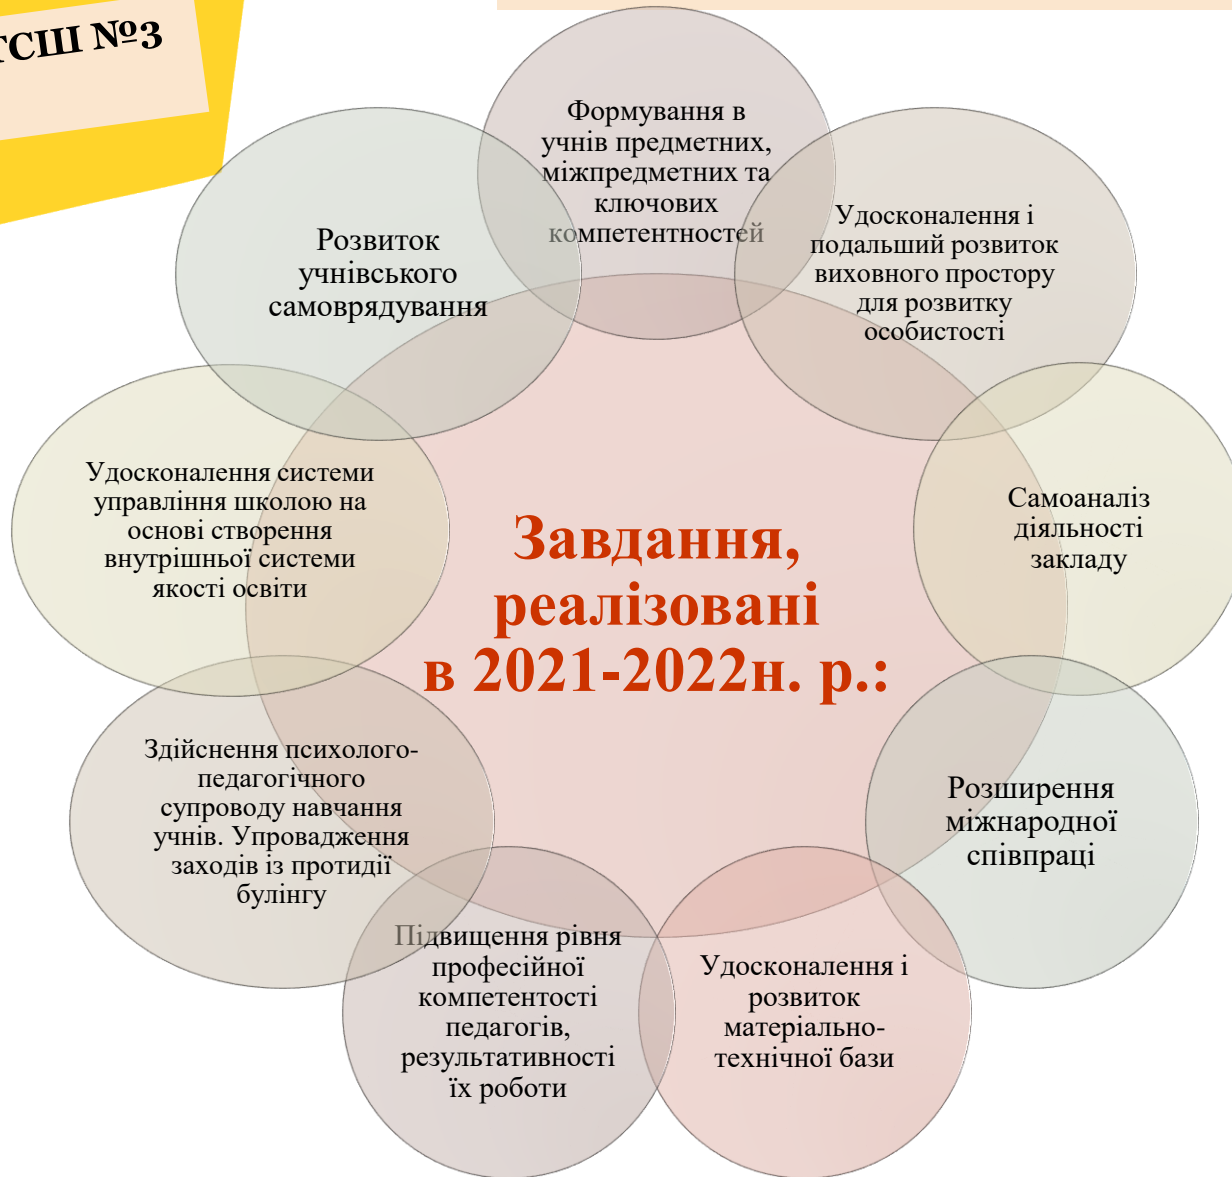 ТСШ №3
Формування в
учнів предметних,
міжпредметних та
ключових
компетентностей
Удосконалення і
подальший розвиток
виховного простору
для розвитку
особистості
Самоаналіз
діяльності
закладу
Розширення
міжнародної
співпраці
Удосконалення і
розвиток
матеріально-
технічної бази
Підвищення рівня
професійної
компетентості
педагогів,
результативності
їх роботи
Здійснення психолого-
педагогічного
супроводу навчання
учнів. Упровадження
заходів із протидії
булінгу
Удосконалення системи
управління школою на
основі створення
внутрішньої системи
якості освіти
Розвиток
учнівського
самоврядування
Завдання,
реалізовані
в 2021-2022н. р.: